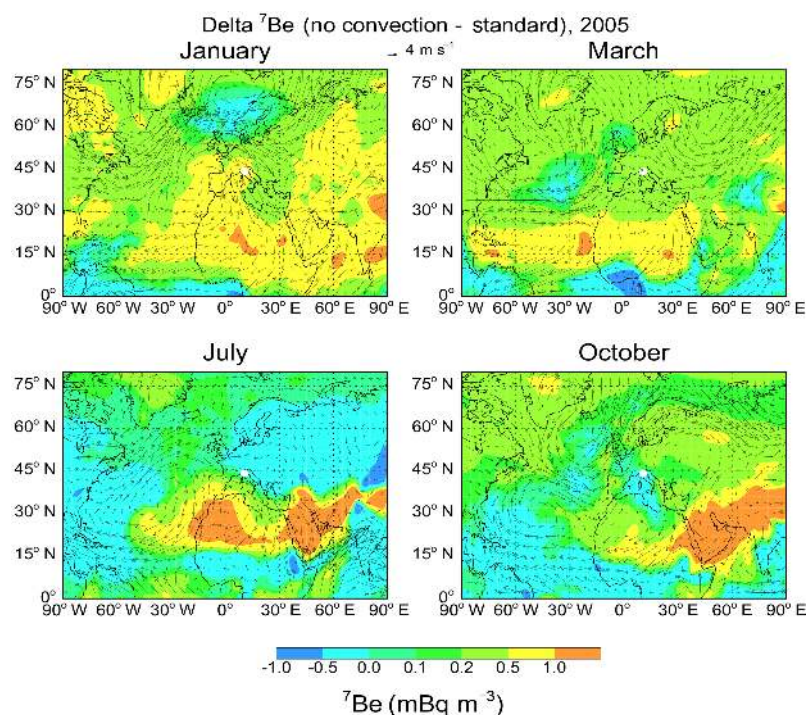 Delta ⁷Be (no convection - standard), 2005
→ 4 m s⁻¹
January
March
75° N 75° N
60° N 60° N
45° N 45° N
30° N 30° N
15° N 15° N
0° 0°
90° W 60° W 30° W 0° 30° E 60° E 90° E 90° W 60° W 30° W 0° 30° E 60° E 90° E
July
October
75° N 75° N
60° N 60° N
45° N 45° N
30° N 30° N
15° N 15° N
0° 0°
90° W 60° W 30° W 0° 30° E 60° E 90° E 90° W 60° W 30° W 0° 30° E 60° E 90° E
-1.0 -0.5 0.0 0.1 0.2 0.5 1.0
⁷Be (mBq m⁻³)